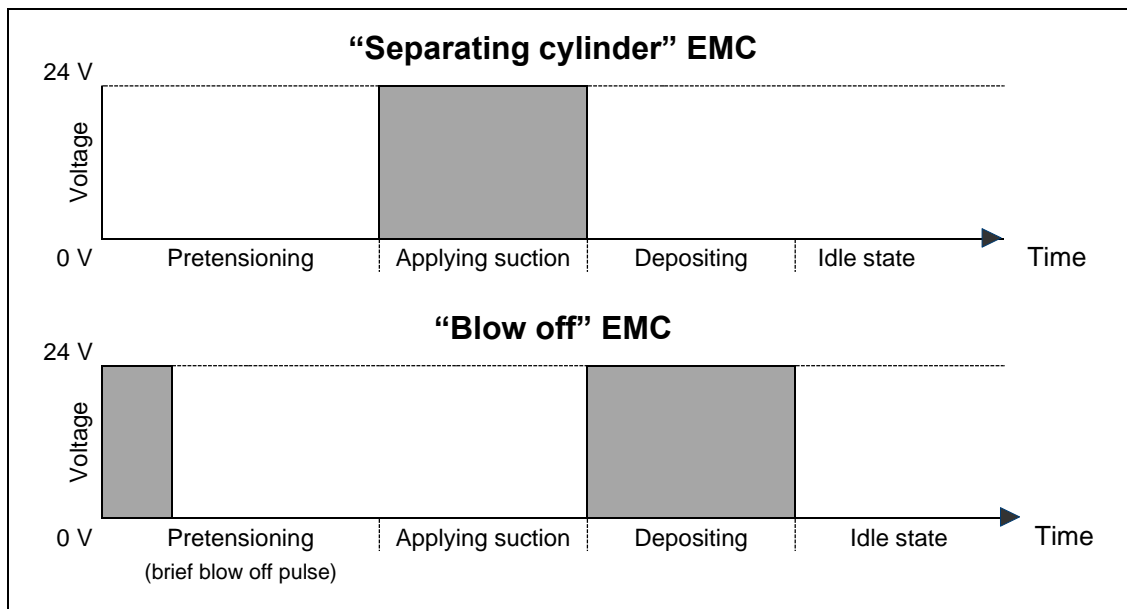 “Separating cylinder” EMC
24 V
Voltage
0 V
Pretensioning Applying suction Depositing Idle state Time
“Blow off” EMC
24 V
Voltage
0 V
Pretensioning Applying suction Depositing Idle state Time
(brief blow off pulse)